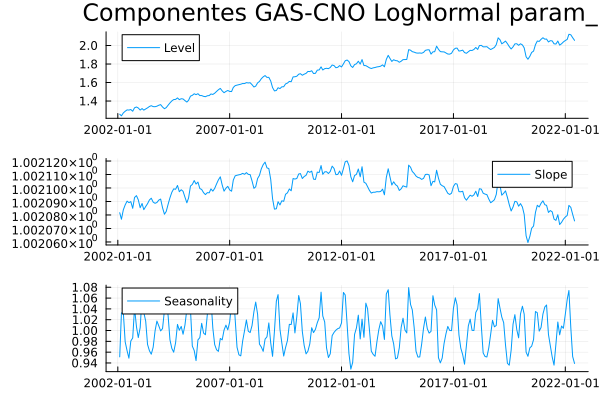 Componentes GAS-CNO LogNormal param_
2.0
1.8
1.6
1.4
Level
2002-01-01 2007-01-01 2012-01-01 2017-01-01 2022-01-01
1.002120×10⁰
1.002110×10⁰
1.002100×10⁰
1.002090×10⁰
1.002080×10⁰
1.002070×10⁰
1.002060×10⁰
Slope
2002-01-01 2007-01-01 2012-01-01 2017-01-01 2022-01-01
1.08
1.06
1.04
1.02
1.00
0.98
0.96
0.94
Seasonality
2002-01-01 2007-01-01 2012-01-01 2017-01-01 2022-01-01